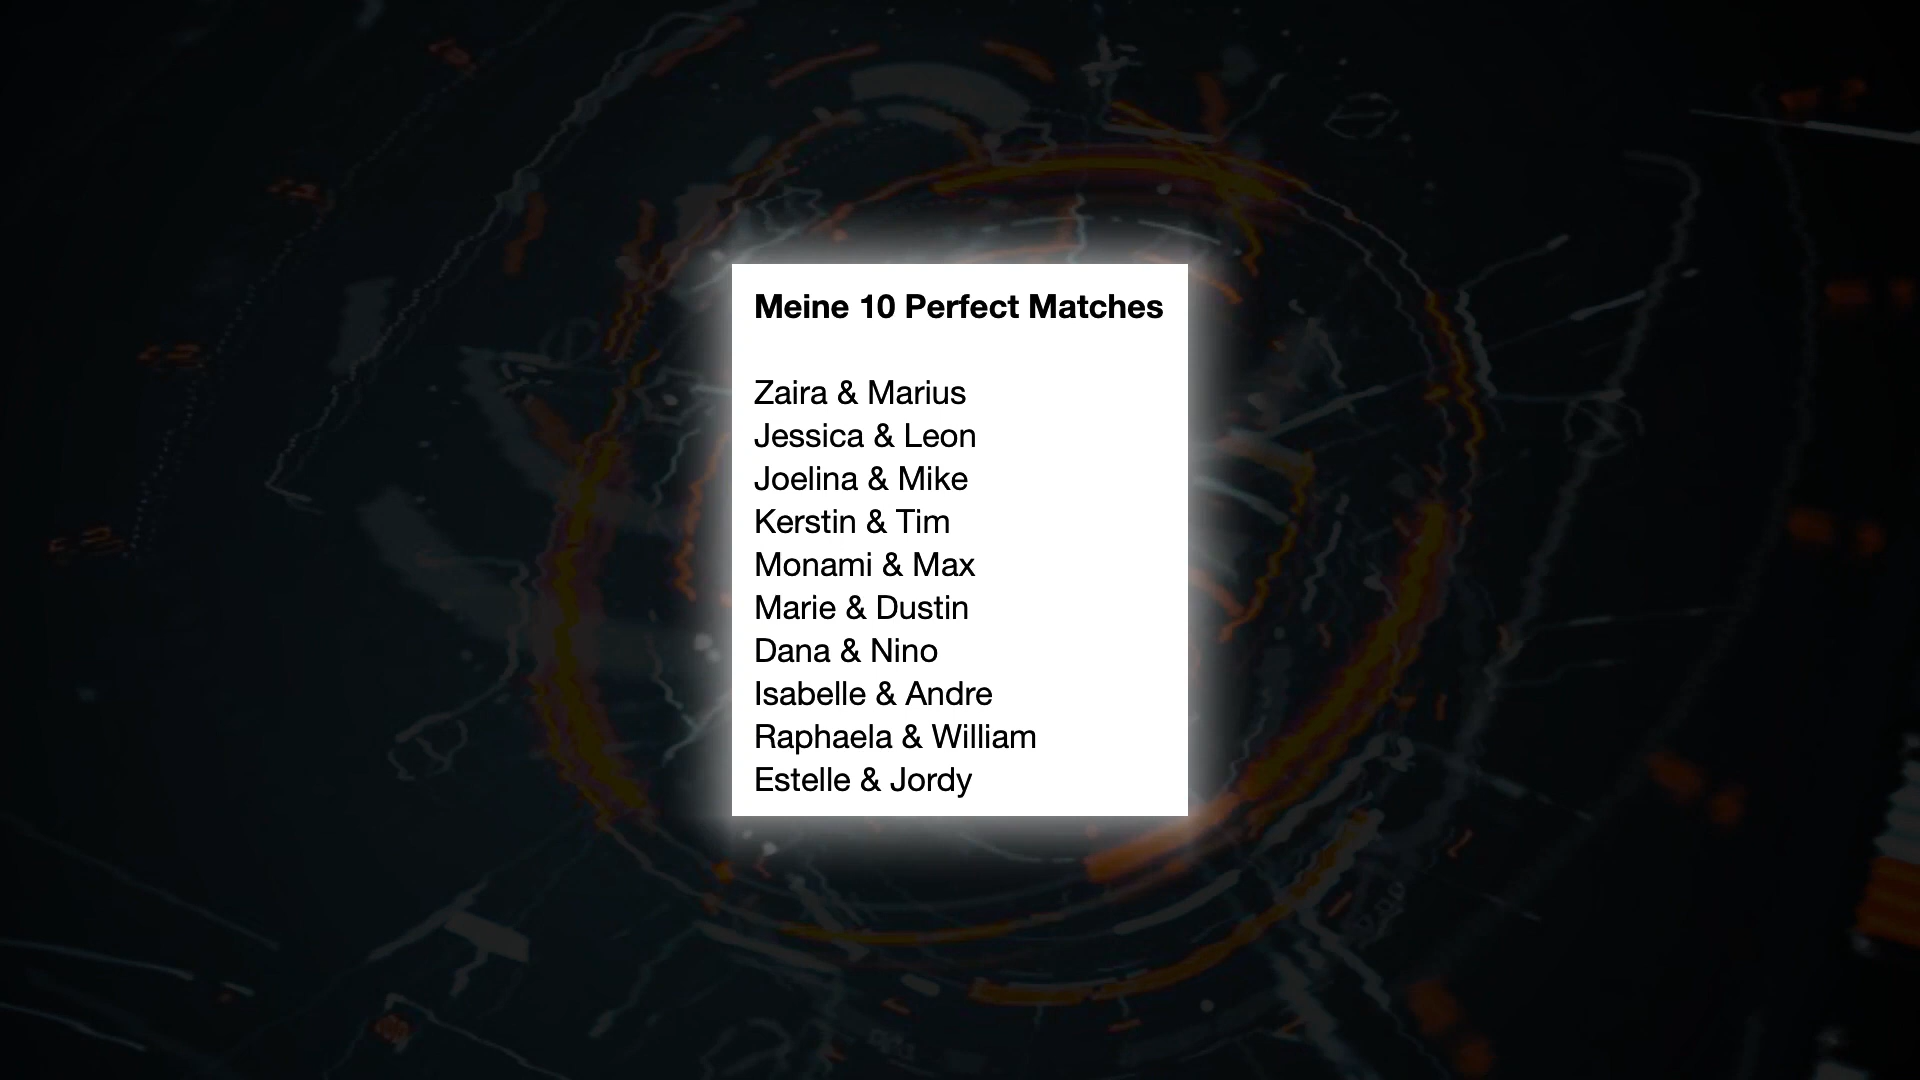 Meine 10 Perfect Matches
Zaira & Marius
Jessica & Leon
Joelina & Mike
Kerstin & Tim
Monami & Max
Marie & Dustin
Dana & Nino
Isabelle & Andre
Raphaela & William
Estelle & Jordy